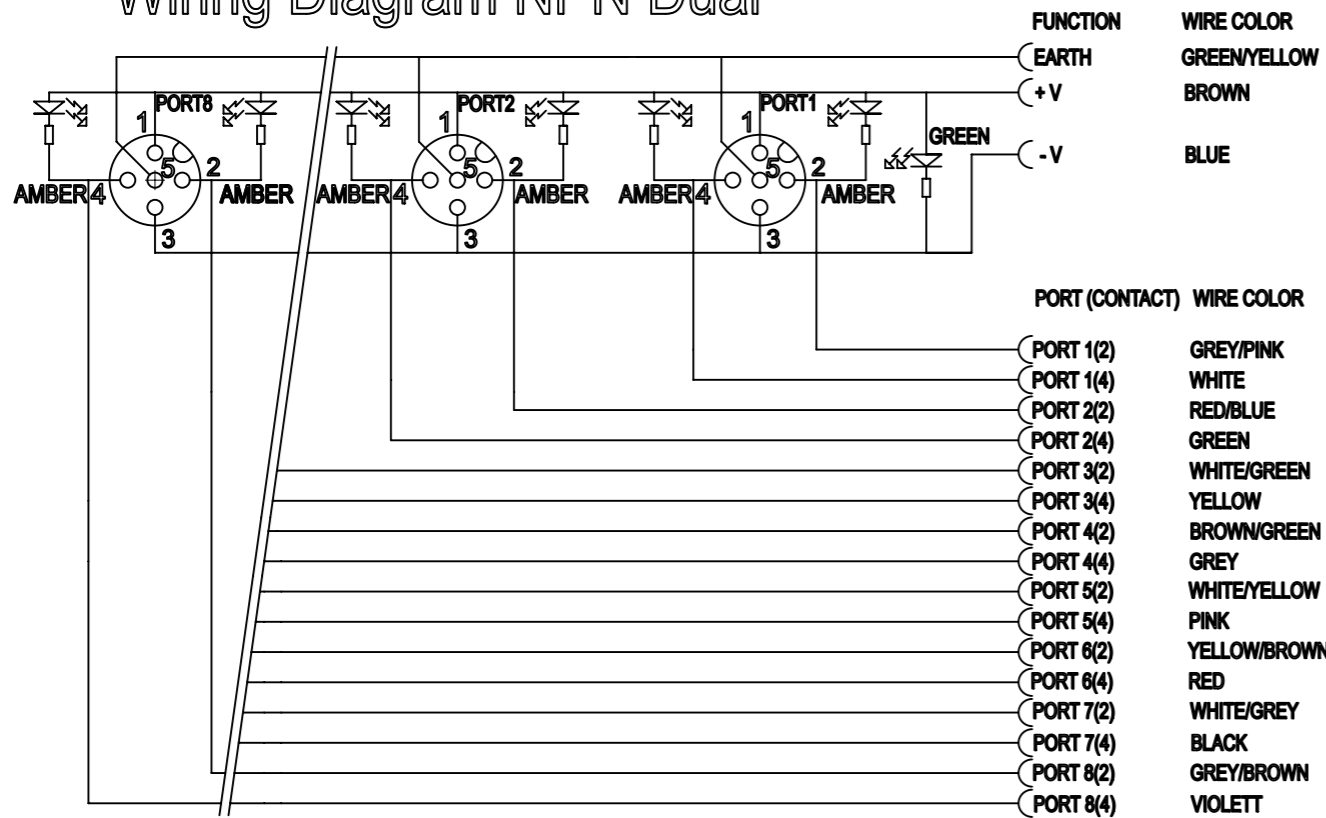 Wiring Diagram NPN Dual
FUNCTION WIRE COLOR
EARTH GREEN/YELLOW
+ V BROWN
- V BLUE
PORT8 PORT2 PORT1
1 1 1
GREEN
5 2 5 2 5 2
AMBER 4 AMBER AMBER 4 AMBER AMBER 4 AMBER
3 3 3
PORT (CONTACT) WIRE COLOR
PORT 1(2) GREY/PINK
PORT 1(4) WHITE
PORT 2(2) RED/BLUE
PORT 2(4) GREEN
PORT 3(2) WHITE/GREEN
PORT 3(4) YELLOW
PORT 4(2) BROWN/GREEN
PORT 4(4) GREY
PORT 5(2) WHITE/YELLOW
PORT 5(4) PINK
PORT 6(2) YELLOW/BROWN
PORT 6(4) RED
PORT 7(2) WHITE/GREY
PORT 7(4) BLACK
PORT 8(2) GREY/BROWN
PORT 8(4) VIOLETT